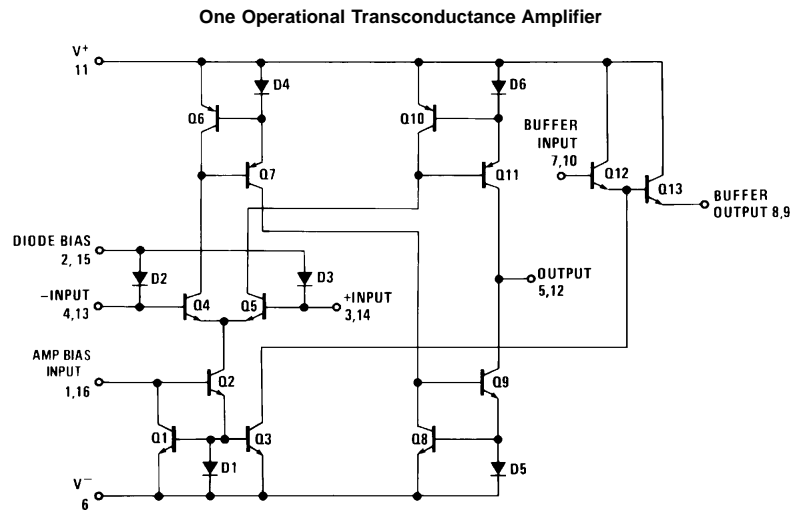 One Operational Transconductance Amplifier
V+
11
D4
D6
Q6
Q10
BUFFER
INPUT
7,10
Q12
Q7
Q11
Q13
BUFFER
OUTPUT 8,9
DIODE BIAS
2, 15
D2
D3
OUTPUT
5,12
–INPUT
4,13
Q4
Q5
+INPUT
3,14
AMP BIAS
INPUT
1,16
Q2
Q9
Q1
Q3
Q8
D1
D5
V–
6